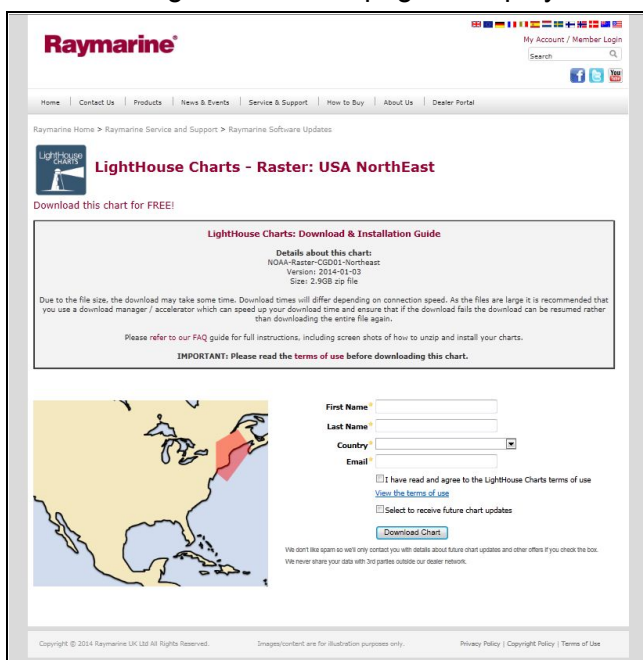 Raymarine®
My Account / Member Login
Search
You
Home | Contact Us | Products | News & Events | Service & Support | How to Buy | About Us | Dealer Portal
Raymarine Home > Raymarine Service and Support > Raymarine Software Updates
LightHouse
CHARTS
LightHouse Charts - Raster: USA NorthEast
Download this chart for FREE!
LightHouse Charts: Download & Installation Guide
Details about this chart:
NOAA-Raster-CGD01-Northeast
Version: 2014-01-03
Size: 2.9GB zip file
Due to the file size, the download may take some time. Download times will differ depending on connection speed. As the files are large it is recommended that
you use a download manager / accelerator which can speed up your download time and ensure that if the download fails the download can be resumed rather
than downloading the entire file again.
Please refer to our FAQ guide for full instructions, including screen shots of how to unzip and install your charts.
IMPORTANT: Please read the terms of use before downloading this chart.
First Name*
Last Name*
Country*
Email*
I have read and agree to the LightHouse Charts terms of use
View the terms of use
Select to receive future chart updates
Download Chart
We don't like spam so we'll only contact you with details about future chart updates and other offers if you check the box.
We never share your data with 3rd parties outside our dealer network.
Copyright © 2014 Raymarine UK Ltd All Rights Reserved. Images/content are for illustration purposes only. Privacy Policy | Copyright Policy | Terms of Use